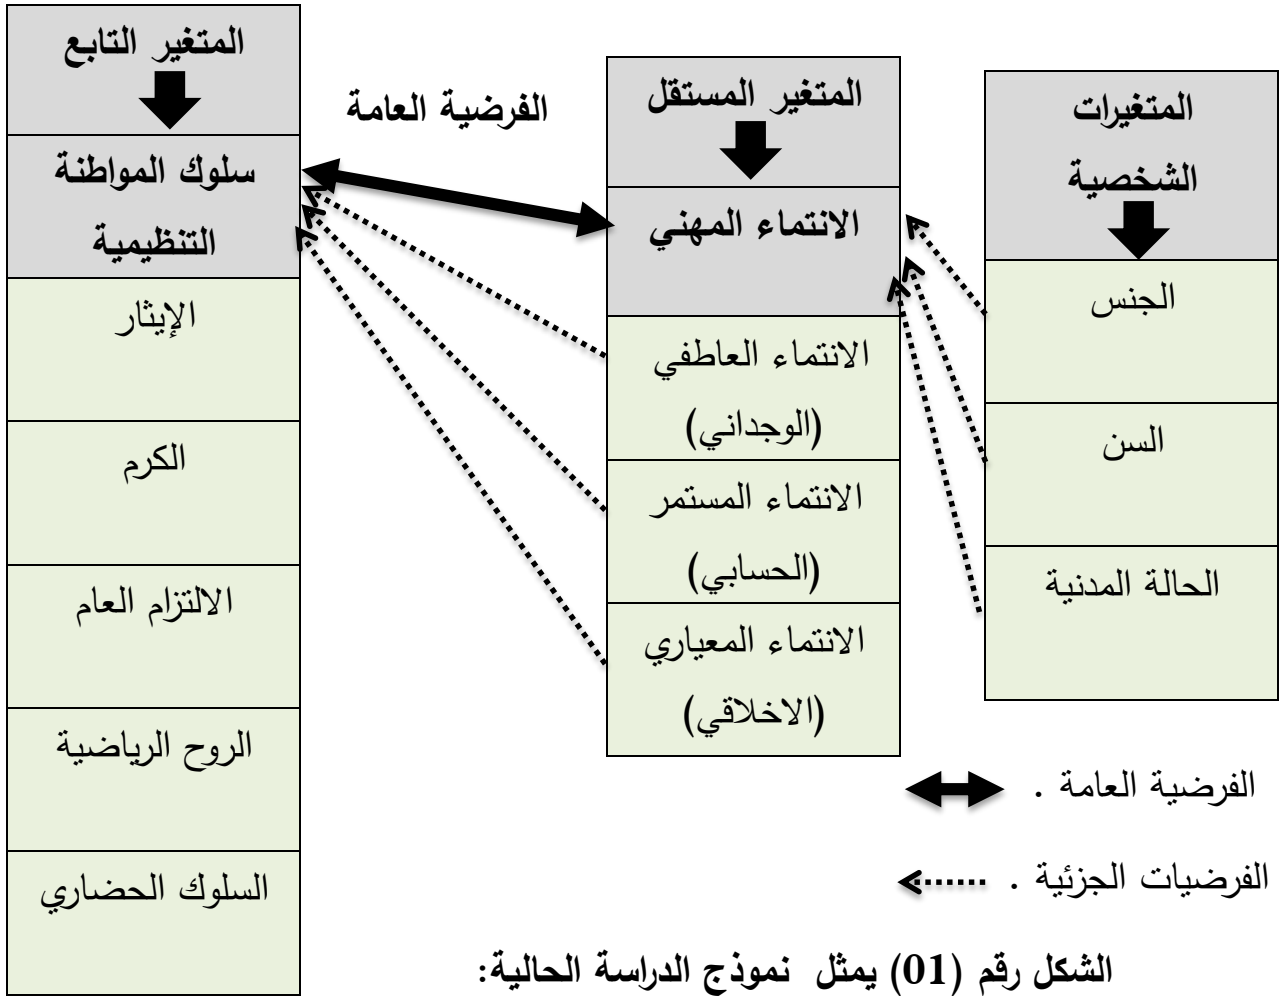 المتغيرات
الشخصية
الجنس
السن
الحالة المدنية
المتغير المستقل
الانتماء المهني
الانتماء العاطفي
(الوجداني)
الانتماء المستمر
(الحسابي)
الانتماء المعياري
(الاخلاقي)
الفرضية العامة
المتغير التابع
سلوك المواطنة
التنظيمية
الإيثار
الكرم
الالتزام العام
الروح الرياضية
السلوك الحضاري
الفرضية العامة .
الفرضيات الجزئية .
الشكل رقم (01) يمثل نموذج الدراسة الحالية: